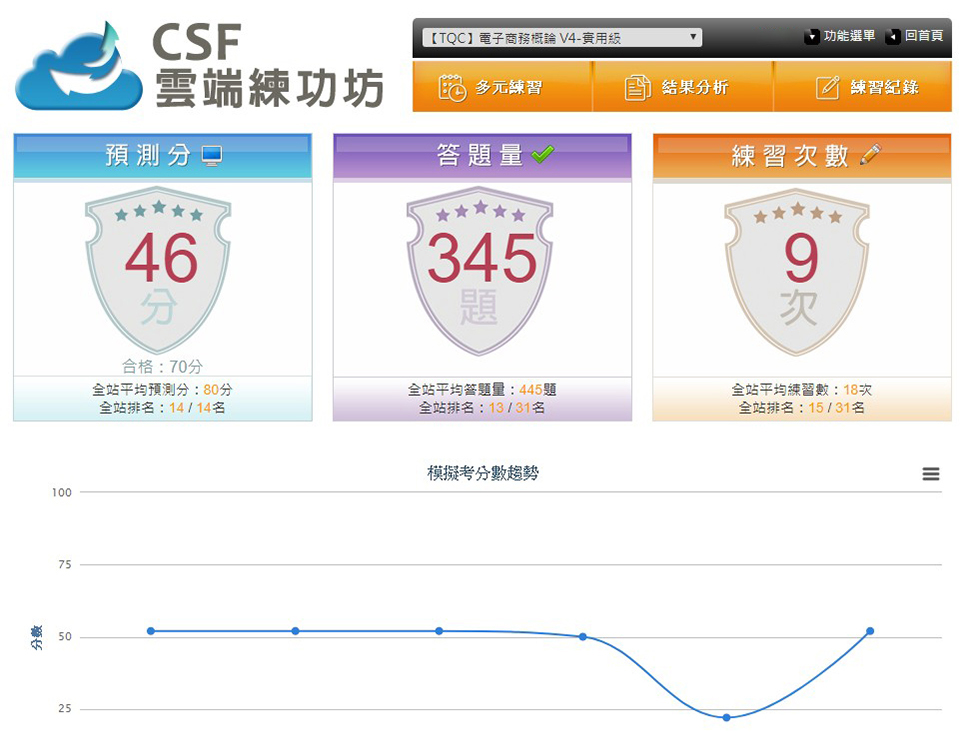 CSF
雲端練功坊
【TQC】電子商務概論 V4-實用級
功能選單
回首頁
多元練習
結果分析
練習紀錄
預測分
46
分
合格：70分
全站平均預測分：80分
全站排名：14 / 14名
答題量
345
題
全站平均答題量：445題
全站排名：13 / 31名
練習次數
9
次
全站平均練習數：18次
全站排名：15 / 31名
模擬考分數趨勢
100
75
分數
50
25